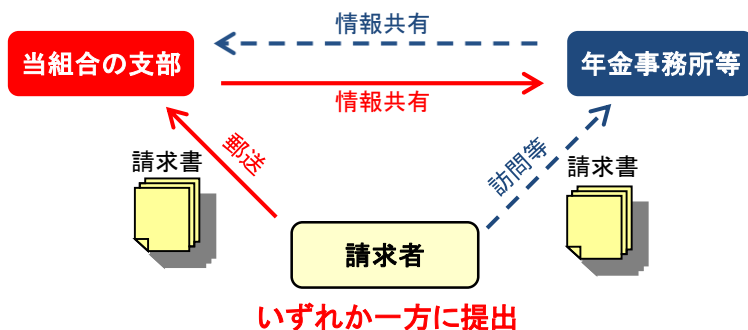 情報共有
当組合の支部
年金事務所等
情報共有
郵送
訪問等
請求書
請求書
請求者
いずれか一方に提出